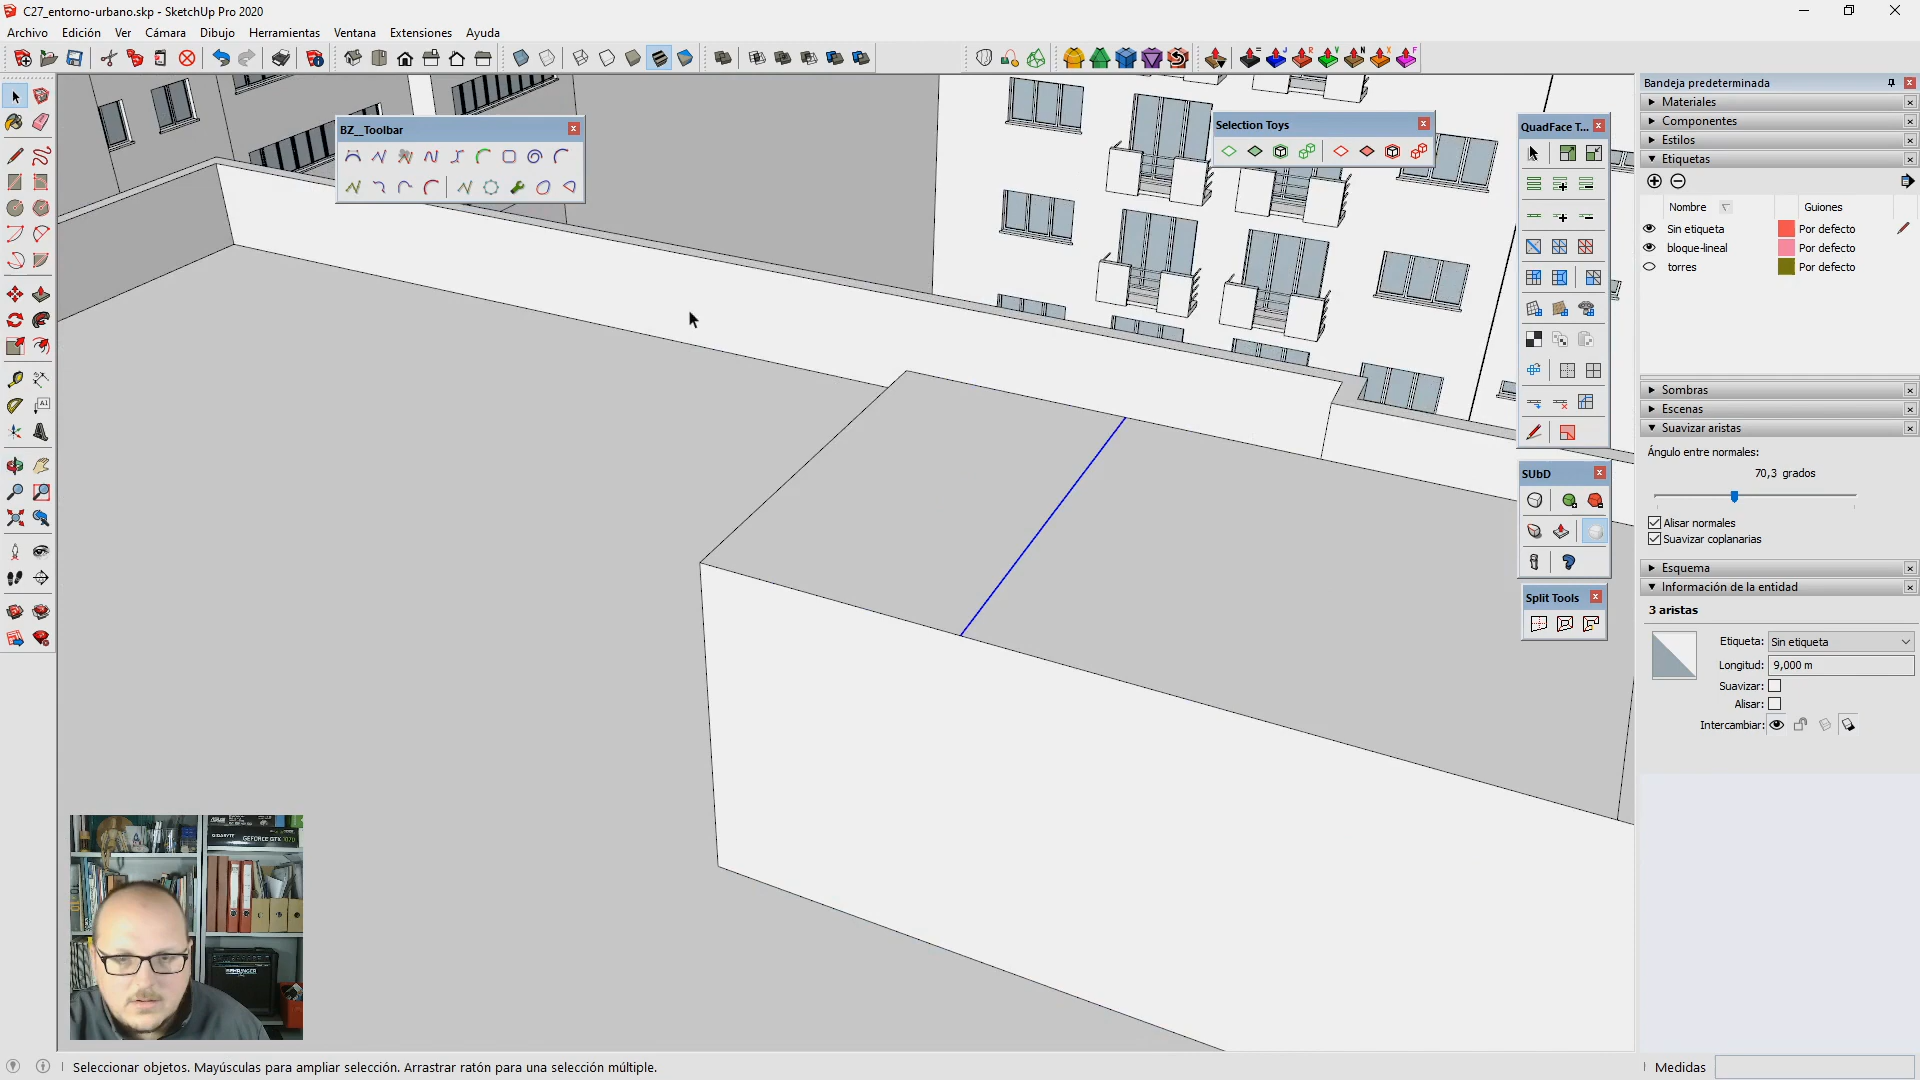 C27_entorno-urbano.skp - SketchUp Pro 2020
Archivo Edición Ver Cámara Dibujo Herramientas Ventana Extensiones Ayuda
BZ__Toolbar
Selection Toys
QuadFace T...
SUbD
Split Tools
Bandeja predeterminada
Materiales
Componentes
Estilos
Etiquetas
Nombre Guiones
Sin etiqueta Por defecto
bloque-lineal Por defecto
torres Por defecto
Sombras
Escenas
Suavizar aristas
Ángulo entre normales:
70,3 grados
Alisar normales
Suavizar coplanarias
Esquema
Información de la entidad
3 aristas
Etiqueta: Sin etiqueta
Longitud: 9,000 m
Suavizar:
Alisar:
Intercambiar:
GEFORCE GTX 1070
BEHRINGER
Seleccionar objetos. Mayúsculas para ampliar selección. Arrastrar ratón para una selección múltiple.
Medidas